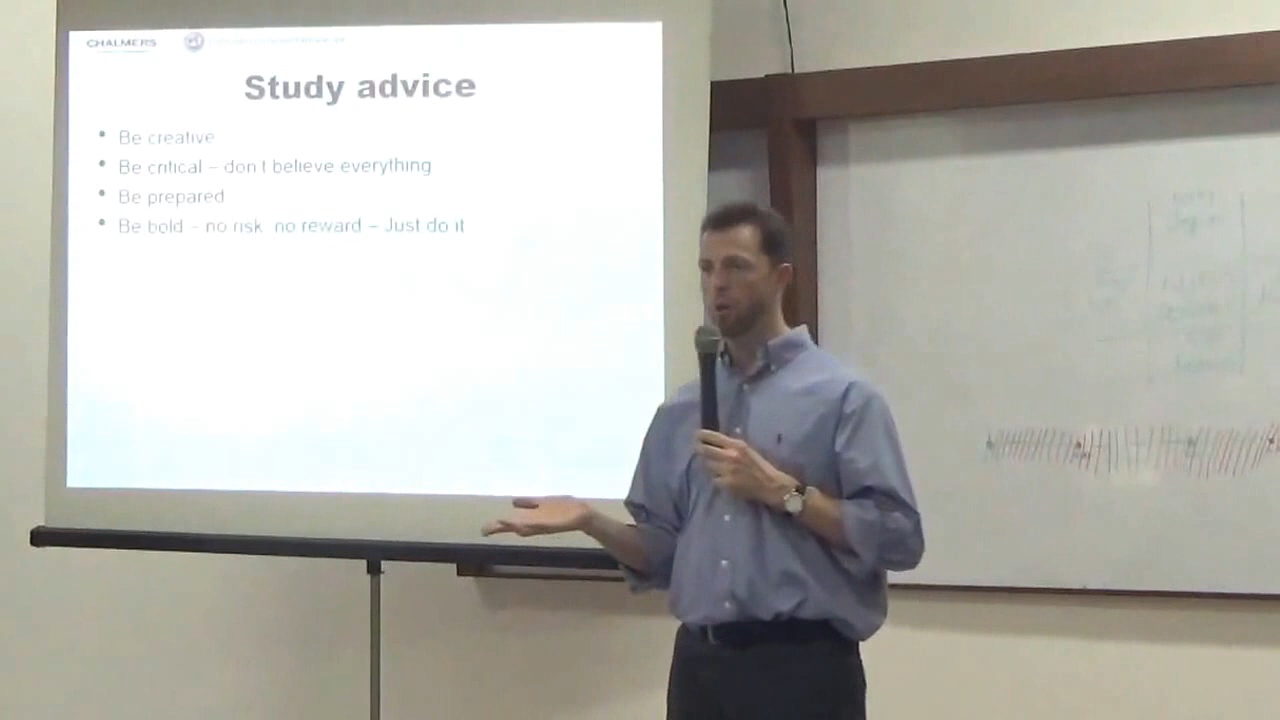 CHALMERS
Study advice
• Be creative
• Be critical – don't believe everything
• Be prepared
• Be bold – no risk no reward – Just do it